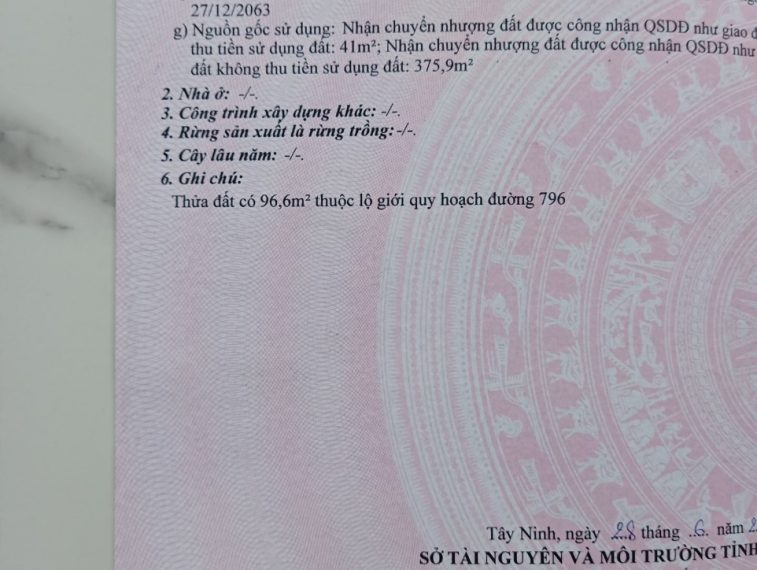 27/12/2063
g) Nguồn gốc sử dụng: Nhận chuyển nhượng đất được công nhận QSDĐ như giao
thu tiền sử dụng đất: 41m²; Nhận chuyển nhượng đất được công nhận QSDĐ như
đất không thu tiền sử dụng đất: 375,9m²
2. Nhà ở: -/-.
3. Công trình xây dựng khác: -/-.
4. Rừng sản xuất là rừng trồng: -/-.
5. Cây lâu năm: -/-.
6. Ghi chú:
Thửa đất có 96,6m² thuộc lộ giới quy hoạch đường 796
Tây Ninh, ngày 28 tháng .6. năm
SỞ TÀI NGUYÊN VÀ MÔI TRƯỜNG TỈNH